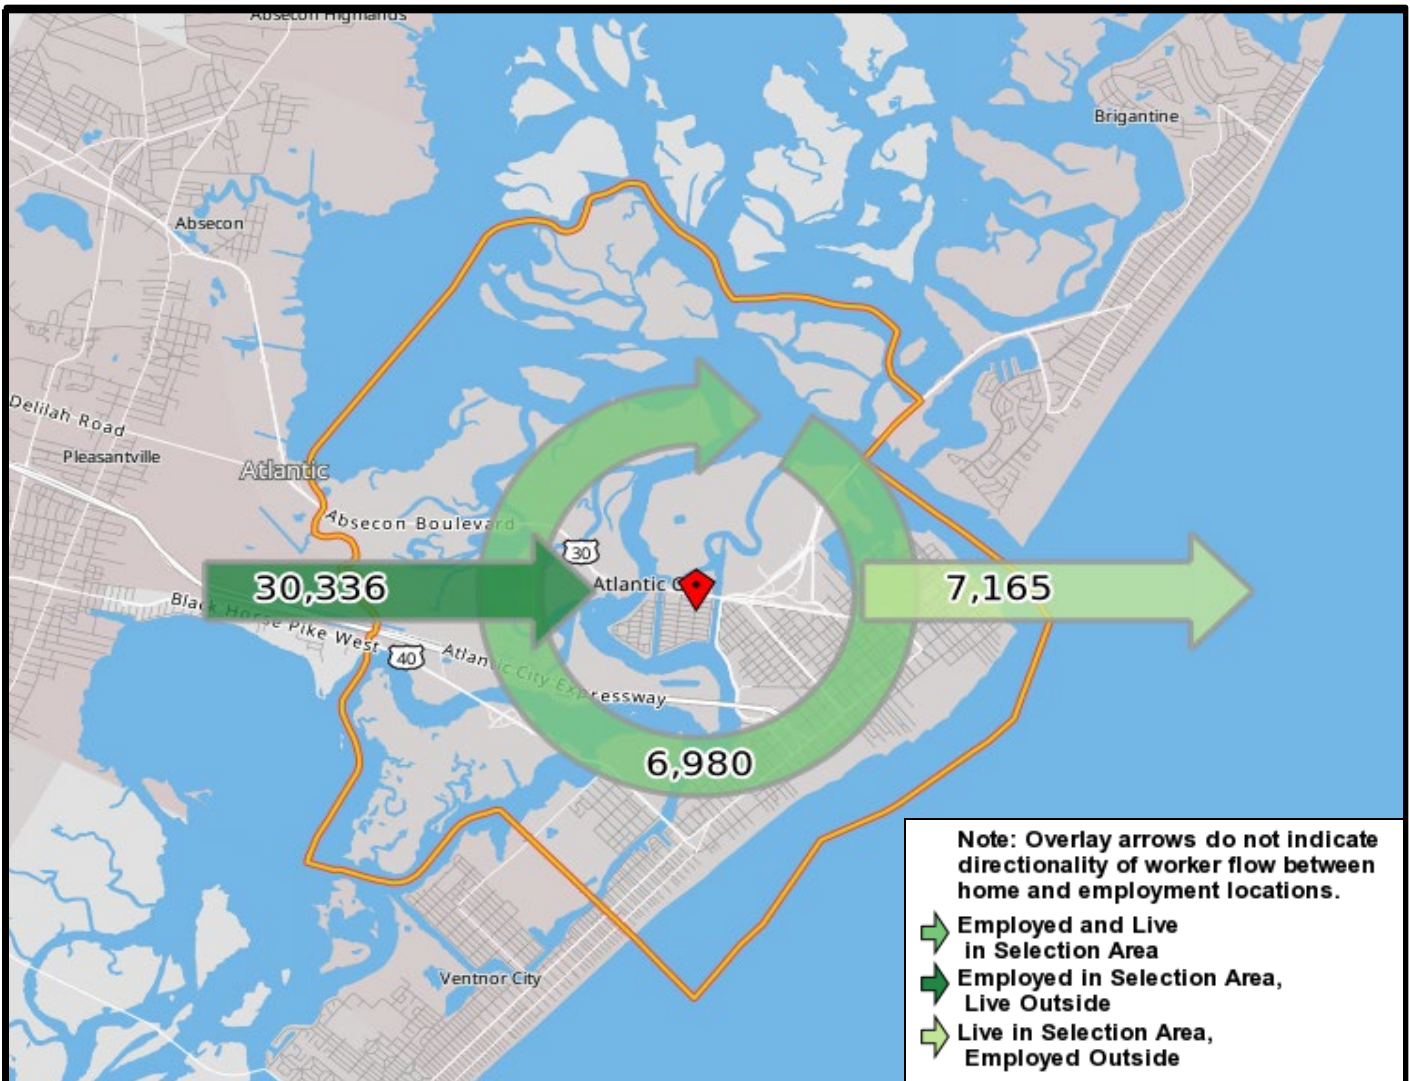 Absecon Highlands
Brigantine
Absecon
Delilah Road
Pleasantville
Atlantic
Absecon Boulevard
30
30,336
Atlantic C
7,165
Black Horse Pike West
40
Atlantic City Expressway
6,980
Ventnor City
Note: Overlay arrows do not indicate
directionality of worker flow between
home and employment locations.
Employed and Live
in Selection Area
Employed in Selection Area,
Live Outside
Live in Selection Area,
Employed Outside